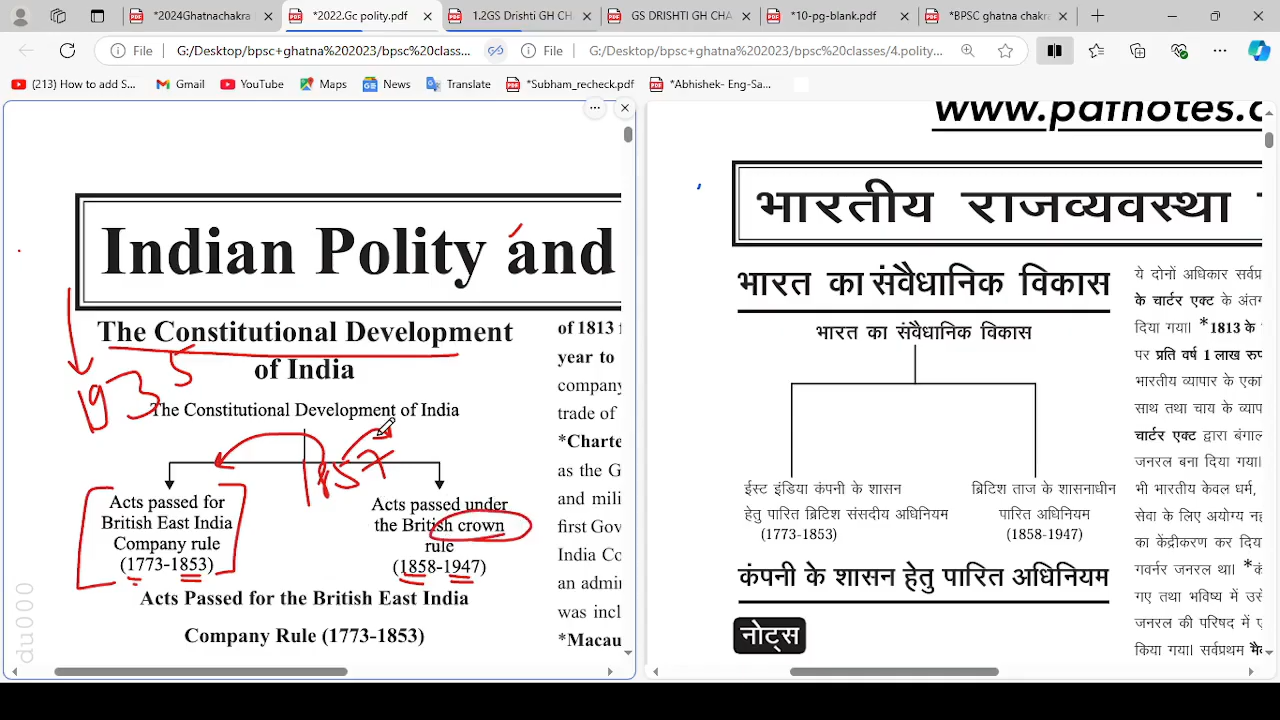 *2024Ghatnachakra
*2022.Gc polity.pdf
1.2GS Drishti GH CH
GS DRISHTI GH CHA
*10-pg-blank.pdf
*BPSC ghatna chakra
File
G:/Desktop/bpsc+ghatna%202023/bpsc%20class...
File
G:/Desktop/bpsc+ghatna%202023/bpsc%20classes/4.polity...
(213) How to add S...
Gmail
YouTube
Maps
News
Translate
*Subham_recheck.pdf
*Abhishek- Eng-Sa...
Indian Polity and
The Constitutional Development
of India
1935
The Constitutional Development of India
1857
Acts passed for
British East India
Company rule
(1773-1853)
Acts passed under
the British crown
rule
(1858-1947)
Acts Passed for the British East India
Company Rule (1773-1853)
of 1813
year to
company
trade of
*Charte
as the G
and mili
first Gov
India Co
an admin
was incl
*Macau
du000
www.pdfnotes.c
भारतीय राजव्यवस्था
भारत का संवैधानिक विकास
भारत का संवैधानिक विकास
ईस्ट इंडिया कंपनी के शासन
हेतु पारित ब्रिटिश संसदीय अधिनियम
(1773-1853)
ब्रिटिश ताज के शासनाधीन
पारित अधिनियम
(1858-1947)
कंपनी के शासन हेतु पारित अधिनियम
नोट्स
ये दोनों अधिकार सर्वप्र
के चार्टर एक्ट के अंतग
दिया गया। *1813 के
पर प्रति वर्ष 1 लाख रुप
भारतीय व्यापार के एका
साथ तथा चाय के व्याप
चार्टर एक्ट द्वारा बंगाल
जनरल बना दिया गया।
भी भारतीय केवल धर्म,
सेवा के लिए अयोग्य नह
का केंद्रीकरण कर दिय
गवर्नर जनरल था। *कं
गए तथा भविष्य में उसे
जनरल की परिषद में ए
किया गया। सर्वप्रथम मै